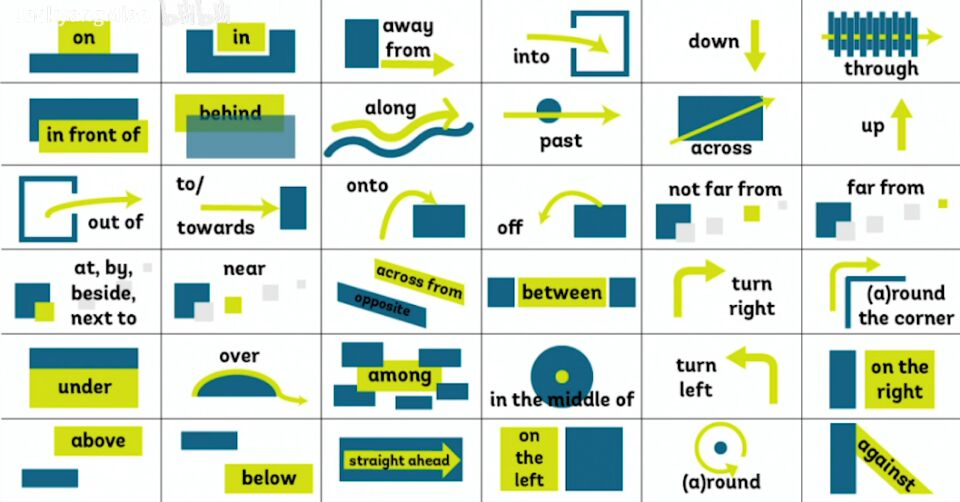 on
in
away
from
into
down
through
in front of
behind
along
past
across
up
out of
to/
towards
onto
off
not far from
far from
at, by,
beside,
next to
near
across from
opposite
between
turn
right
(a)round
the corner
under
over
among
in the middle of
turn
left
on the
right
above
below
straight ahead
on
the
left
(a)round
against